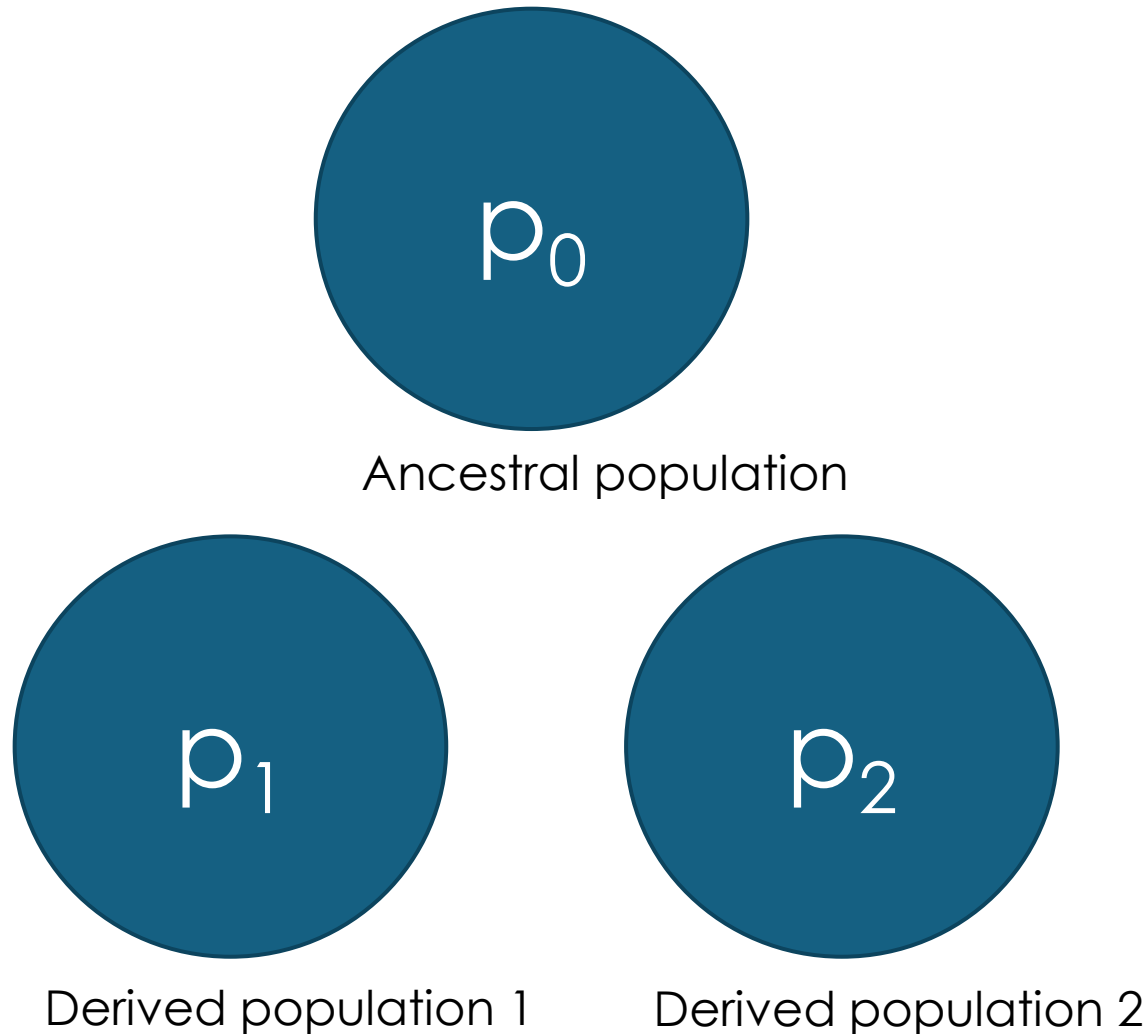 p₀
Ancestral population
p₁
p₂
Derived population 1
Derived population 2